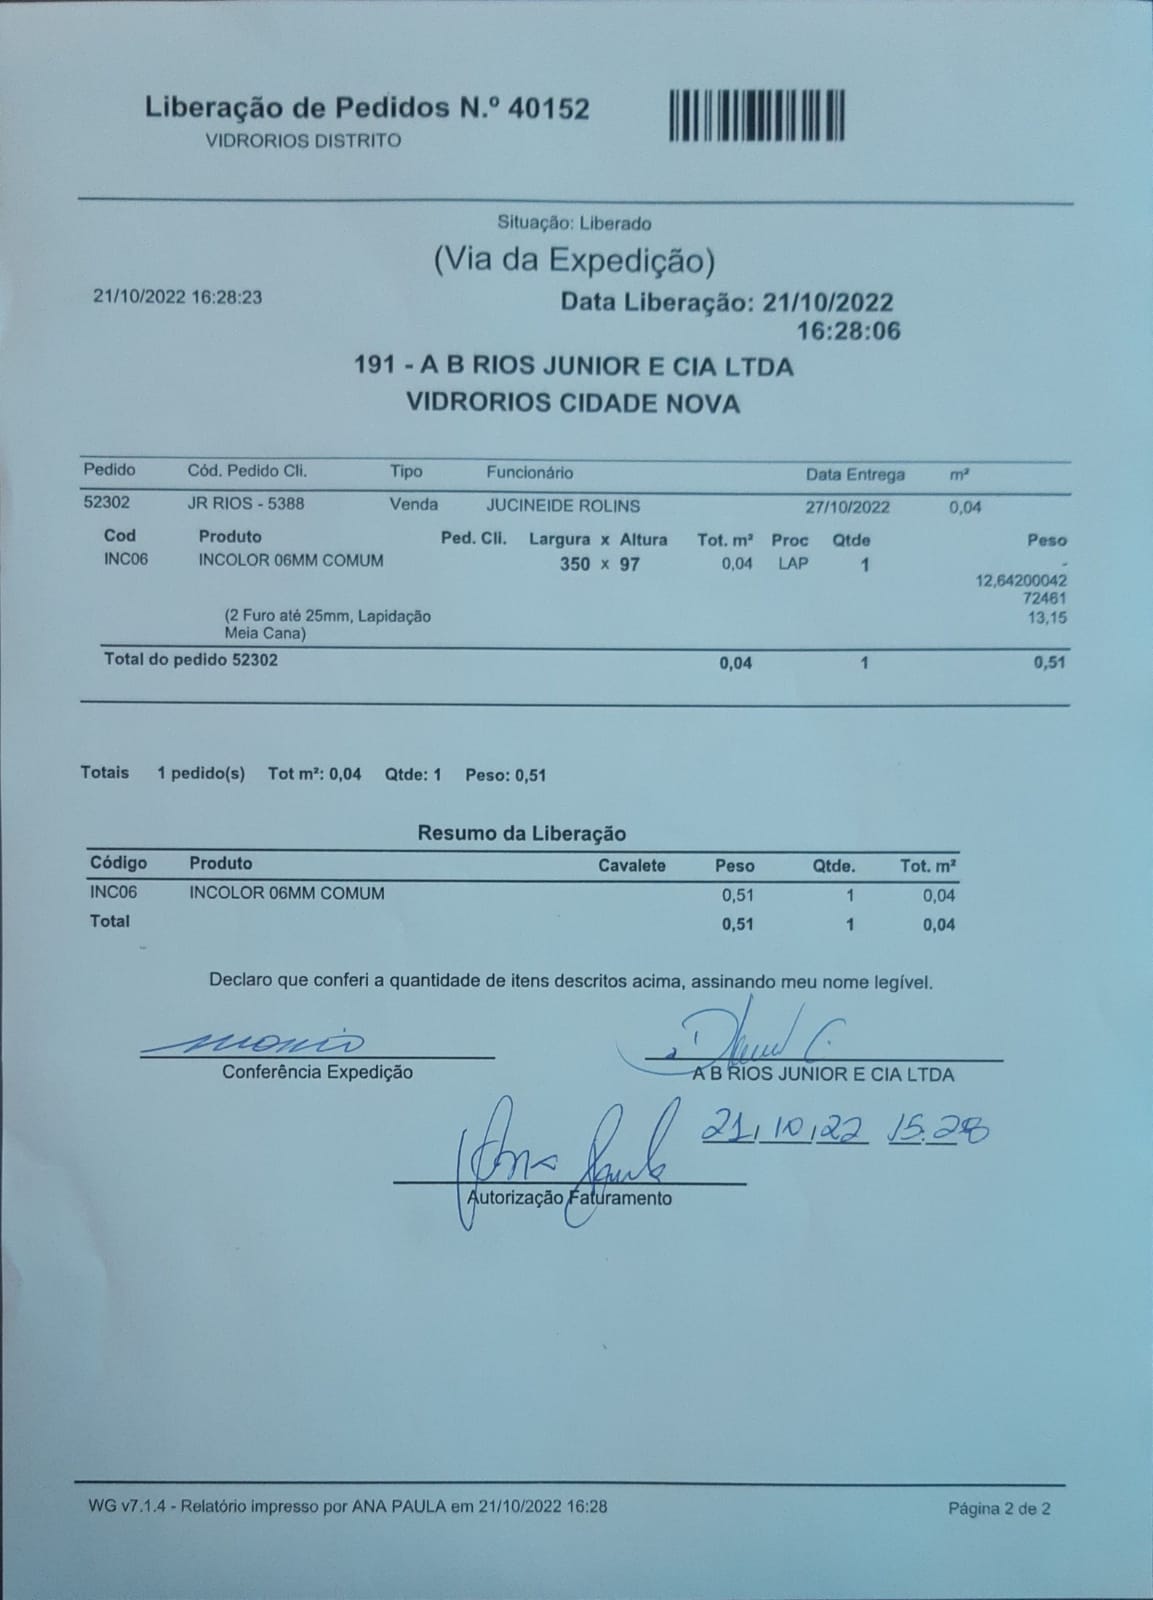 Liberação de Pedidos N.º 40152
VIDRORIOS DISTRITO
Situação: Liberado
(Via da Expedição)
21/10/2022 16:28:23
Data Liberação: 21/10/2022
16:28:06
191 - A B RIOS JUNIOR E CIA LTDA
VIDRORIOS CIDADE NOVA
Pedido Cód. Pedido Cli. Tipo Funcionário Data Entrega m²
52302 JR RIOS - 5388 Venda JUCINEIDE ROLINS 27/10/2022 0,04
Cod Produto Ped. Cli. Largura x Altura Tot. m² Proc Qtde Peso
INC06 INCOLOR 06MM COMUM 350 x 97 0,04 LAP 1 -
12,64200042
72461
13,15
(2 Furo até 25mm, Lapidação
Meia Cana)
Total do pedido 52302 0,04 1 0,51
Totais 1 pedido(s) Tot m²: 0,04 Qtde: 1 Peso: 0,51
Resumo da Liberação
Código Produto Cavalete Peso Qtde. Tot. m²
INC06 INCOLOR 06MM COMUM 0,51 1 0,04
Total 0,51 1 0,04
Declaro que conferi a quantidade de itens descritos acima, assinando meu nome legível.
Conferência Expedição
A B RIOS JUNIOR E CIA LTDA
21/10/22 15:28
Ana Paula
Autorização Faturamento
WG v7.1.4 - Relatório impresso por ANA PAULA em 21/10/2022 16:28
Página 2 de 2